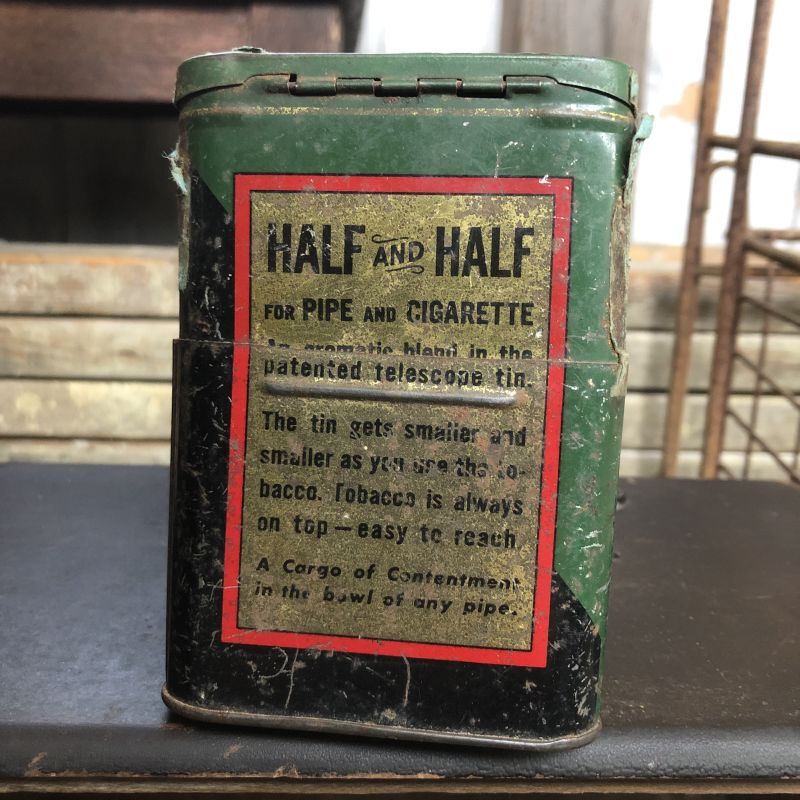 HALF AND HALF
FOR PIPE AND CIGARETTE
An aromatic blend in the
patented telescope tin.
The tin gets smaller and
smaller as you use the to-
bacco. Tobacco is always
on top — easy to reach
A Cargo of Contentment
in the bowl of any pipe.